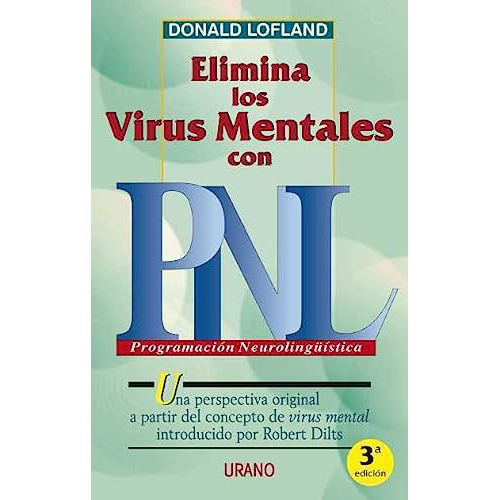 DONALD LOFLAND
Elimina
los
Virus Mentales
con
PNL
Programación Neurolingüística
Una perspectiva original
a partir del concepto de virus mental
introducido por Robert Dilts
3ª
edición
URANO